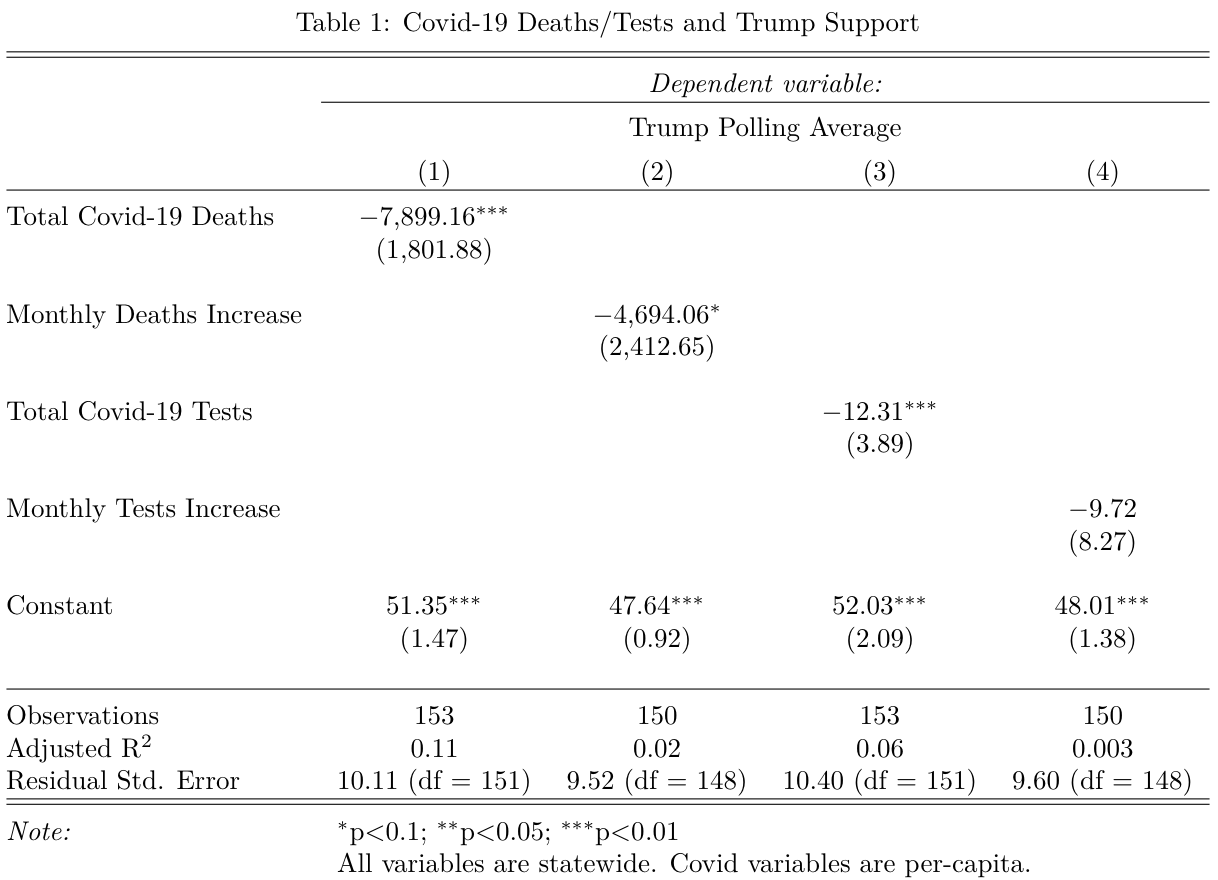 Table 1: Covid-19 Deaths/Tests and Trump Support
Dependent variable:
Trump Polling Average
(1) (2) (3) (4)
Total Covid-19 Deaths −7,899.16***
(1,801.88)
Monthly Deaths Increase −4,694.06*
(2,412.65)
Total Covid-19 Tests −12.31***
(3.89)
Monthly Tests Increase −9.72
(8.27)
Constant 51.35*** 47.64*** 52.03*** 48.01***
(1.47) (0.92) (2.09) (1.38)
Observations 153 150 153 150
Adjusted R² 0.11 0.02 0.06 0.003
Residual Std. Error 10.11 (df = 151) 9.52 (df = 148) 10.40 (df = 151) 9.60 (df = 148)
Note: *p<0.1; **p<0.05; ***p<0.01
All variables are statewide. Covid variables are per-capita.